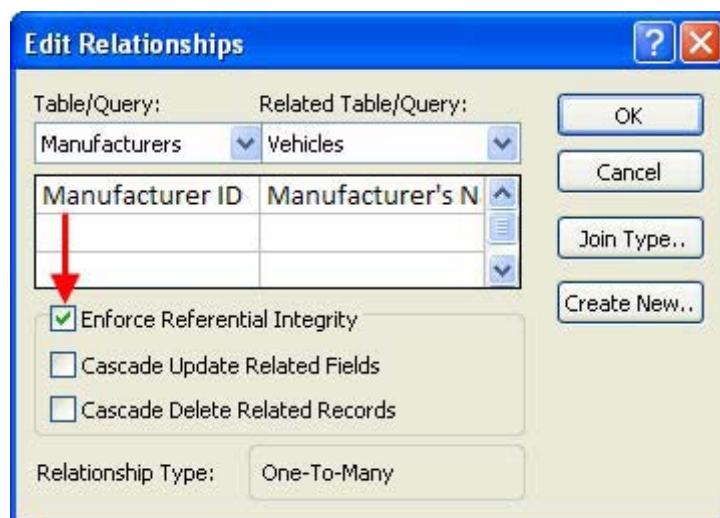 Edit Relationships
Table/Query: Related Table/Query:
Manufacturers Vehicles
Manufacturer ID Manufacturer's N
Enforce Referential Integrity
Cascade Update Related Fields
Cascade Delete Related Records
Relationship Type: One-To-Many
?
OK
Cancel
Join Type..
Create New..